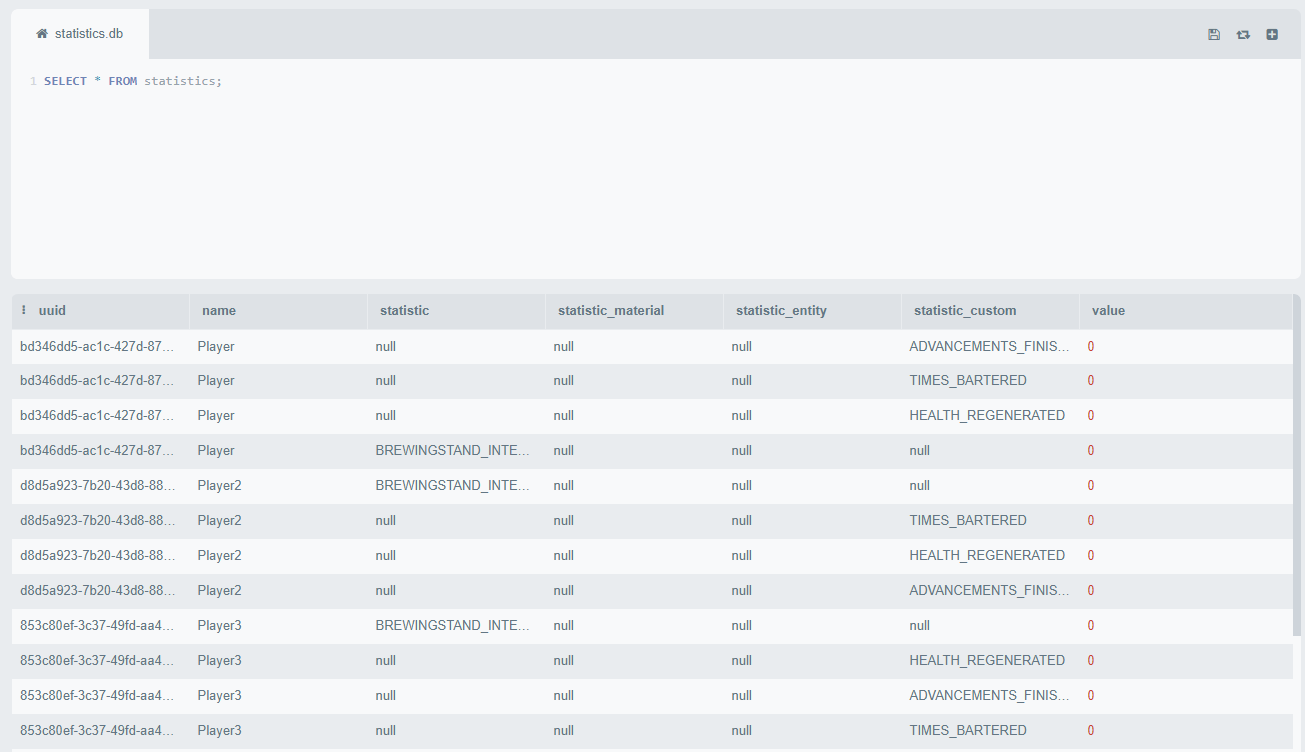 statistics.db
1 SELECT * FROM statistics;
uuid name statistic statistic_material statistic_entity statistic_custom value
bd346dd5-ac1c-427d-87... Player null null null ADVANCEMENTS_FINIS... 0
bd346dd5-ac1c-427d-87... Player null null null TIMES_BARTERED 0
bd346dd5-ac1c-427d-87... Player null null null HEALTH_REGENERATED 0
bd346dd5-ac1c-427d-87... Player BREWINGSTAND_INTE... null null null 0
d8d5a923-7b20-43d8-88... Player2 BREWINGSTAND_INTE... null null null 0
d8d5a923-7b20-43d8-88... Player2 null null null TIMES_BARTERED 0
d8d5a923-7b20-43d8-88... Player2 null null null HEALTH_REGENERATED 0
d8d5a923-7b20-43d8-88... Player2 null null null ADVANCEMENTS_FINIS... 0
853c80ef-3c37-49fd-aa4... Player3 BREWINGSTAND_INTE... null null null 0
853c80ef-3c37-49fd-aa4... Player3 null null null HEALTH_REGENERATED 0
853c80ef-3c37-49fd-aa4... Player3 null null null ADVANCEMENTS_FINIS... 0
853c80ef-3c37-49fd-aa4... Player3 null null null TIMES_BARTERED 0